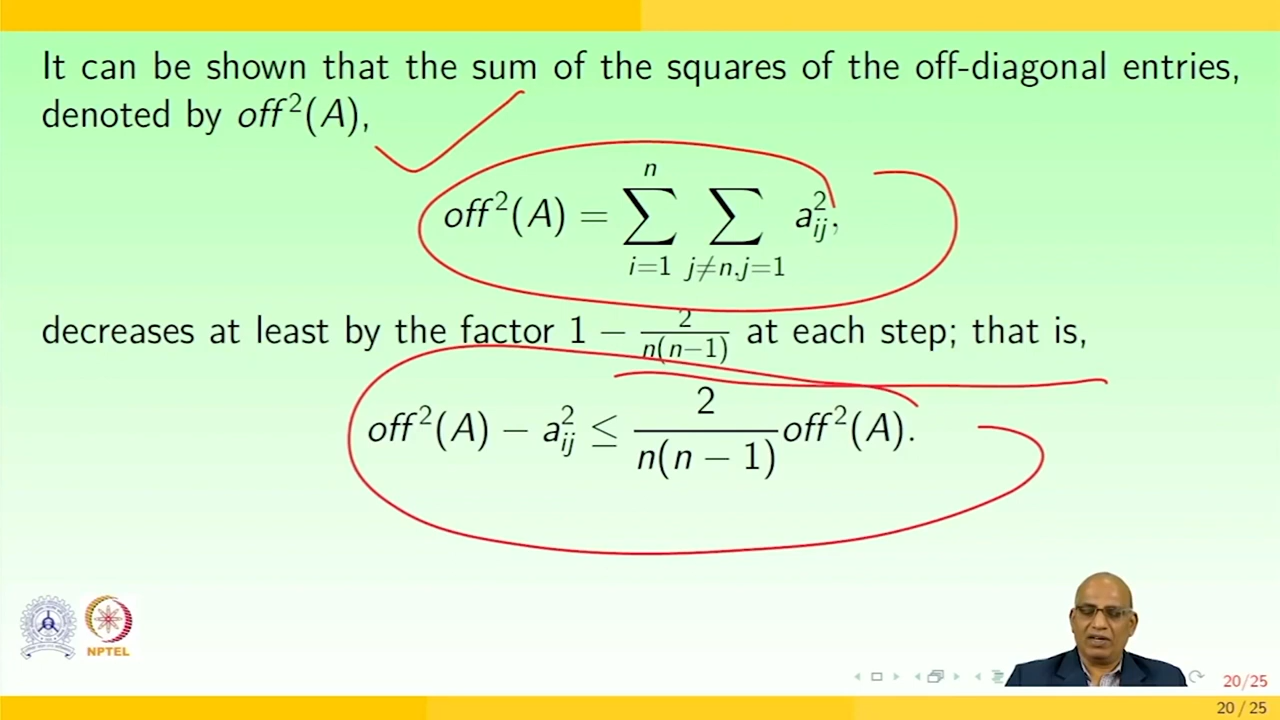 It can be shown that the sum of the squares of the off-diagonal entries,
denoted by off²(A),
off²(A) = ∑_{i=1}^{n} ∑_{j≠n,j=1} a²_{ij},
decreases at least by the factor 1 − 2/n(n−1) at each step; that is,
off²(A) − a²_{ij} ≤ 2/n(n − 1) off²(A).
NPTEL
20/25
20 / 25